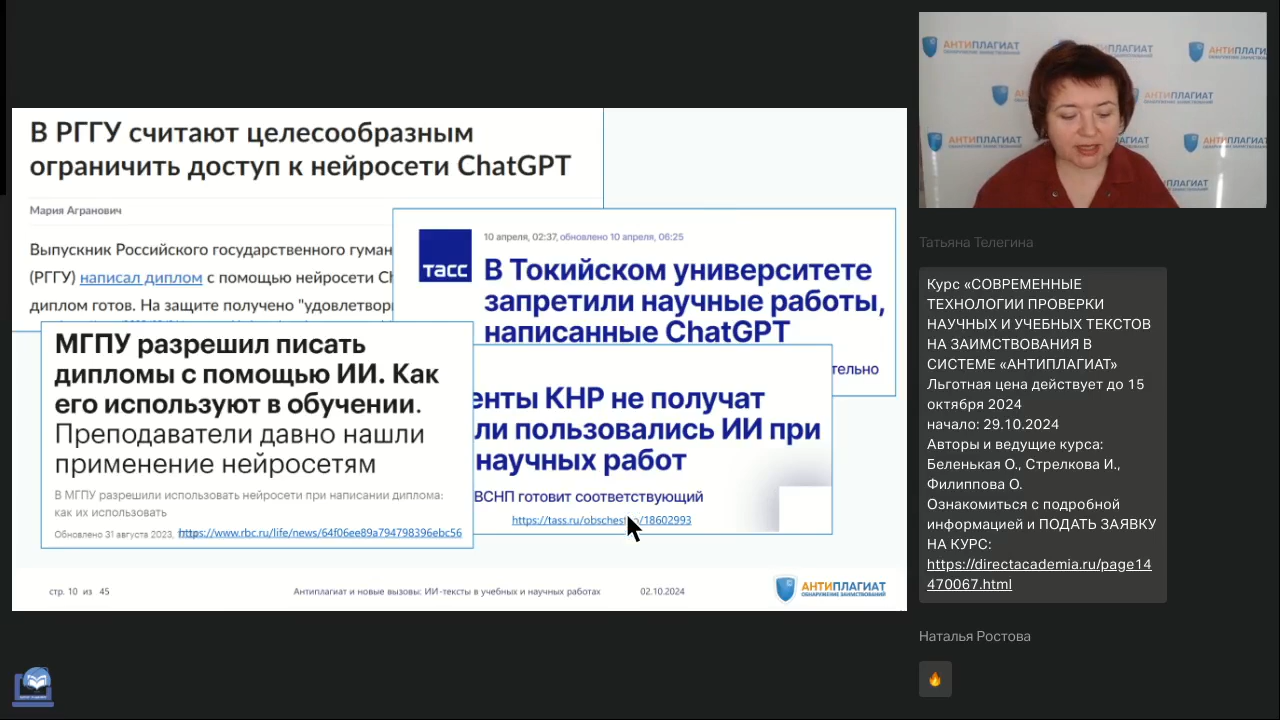 В РГГУ считают целесообразным
ограничить доступ к нейросети ChatGPT
Мария Агранович
Выпускник Российского государственного гуман
(РГГУ) написал диплом с помощью нейросети Ch
диплом готов. На защите получено "удовлетвори
ТАСС
10 апреля, 02:37, обновлено 10 апреля, 06:25
В Токийском университете
запретили научные работы,
написанные ChatGPT
тельно
МГПУ разрешил писать
дипломы с помощью ИИ. Как
его используют в обучении.
Преподаватели давно нашли
применение нейросетям
В МГПУ разрешили использовать нейросети при написании диплома:
как их использовать
Обновлено 31 августа 2023, https://www.rbc.ru/life/news/64f06ee89a794798396ebc56
енты КНР не получат
ли пользовались ИИ при
научных работ
ВСНП готовит соответствующий
https://tass.ru/obschestvo/18602993
стр. 10 из 45
Антиплагиат и новые вызовы: ИИ-тексты в учебных и научных работах
02.10.2024
АНТИПЛАГИАТ
ОБНАРУЖЕНИЕ ЗАИМСТВОВАНИЙ
АНТИПЛАГИАТ
АНТИПЛАГИАТ
АНТИПЛАГИАТ
Татьяна Телегина
Курс «СОВРЕМЕННЫЕ
ТЕХНОЛОГИИ ПРОВЕРКИ
НАУЧНЫХ И УЧЕБНЫХ ТЕКСТОВ
НА ЗАИМСТВОВАНИЯ В
СИСТЕМЕ «АНТИПЛАГИАТ»
Льготная цена действует до 15
октября 2024
начало: 29.10.2024
Авторы и ведущие курса:
Беленькая О., Стрелкова И.,
Филиппова О.
Ознакомиться с подробной
информацией и ПОДАТЬ ЗАЯВКУ
НА КУРС:
https://directacademia.ru/page14
470067.html
Наталья Ростова